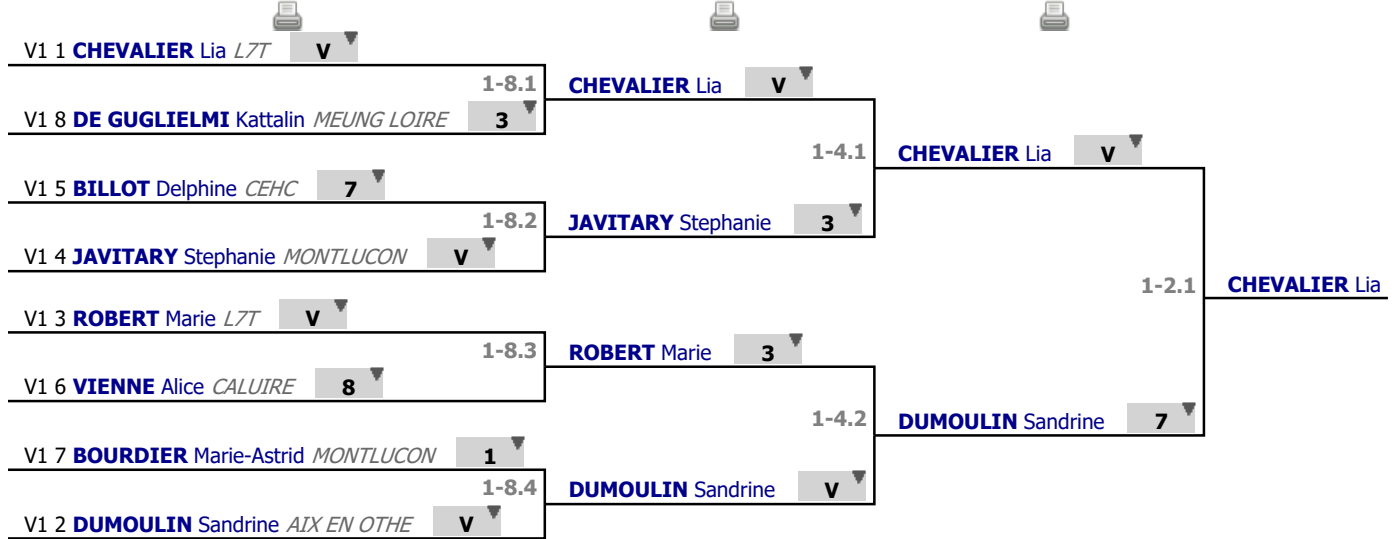 V1 1 CHEVALIER Lia L7T V
1-8.1
V1 8 DE GUGLIELMI Kattalin MEUNG LOIRE 3
V1 5 BILLOT Delphine CEHC 7
1-8.2
V1 4 JAVITARY Stephanie MONTLUCON V
V1 3 ROBERT Marie L7T V
1-8.3
V1 6 VIENNE Alice CALUIRE 8
V1 7 BOURDIER Marie-Astrid MONTLUCON 1
1-8.4
V1 2 DUMOULIN Sandrine AIX EN OTHE V
CHEVALIER Lia V
1-4.1
JAVITARY Stephanie 3
ROBERT Marie 3
1-4.2
DUMOULIN Sandrine V
CHEVALIER Lia V
1-2.1
DUMOULIN Sandrine 7
CHEVALIER Lia